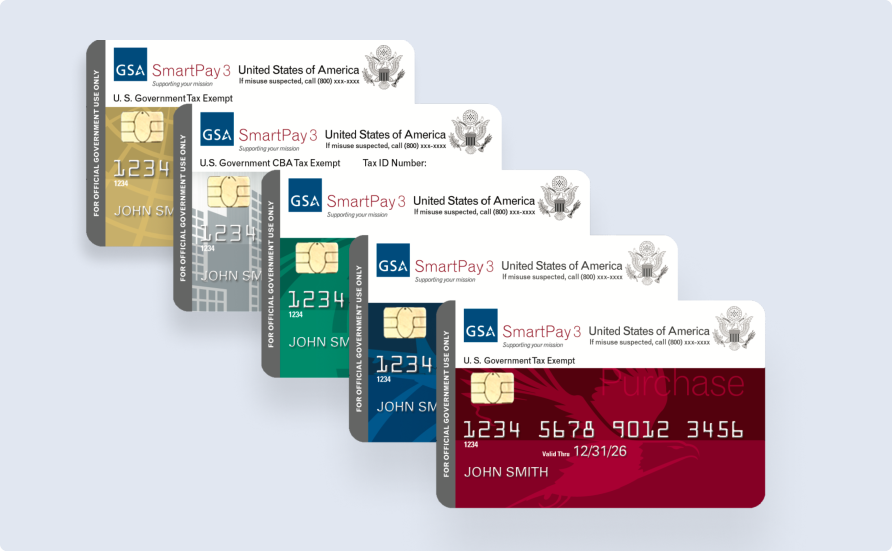 FOR OFFICIAL GOVERNMENT USE ONLY
GSA SmartPay 3
Supporting your mission
United States of America
If misuse suspected, call (800) xxx-xxxx
U. S. Government Tax Exempt
1234
1234
JOHN SM
FOR OFFICIAL GOVERNMENT USE ONLY
GSA SmartPay 3
Supporting your mission
United States of America
If misuse suspected, call (800) xxx-xxxx
U.S. Government CBA Tax Exempt Tax ID Number:
1234
1234
JOHN SM
FOR OFFICIAL GOVERNMENT USE ONLY
GSA SmartPay 3
Supporting your mission
United States of America
If misuse suspected, call (800) xxx-xxxx
1234
1234
JOHN SM
FOR OFFICIAL GOVERNMENT USE ONLY
GSA SmartPay 3
Supporting your mission
United States of America
If misuse suspected, call (800) xxx-xxxx
1234
1234
JOHN SM
FOR OFFICIAL GOVERNMENT USE ONLY
GSA SmartPay 3
Supporting your mission
United States of America
If misuse suspected, call (800) xxx-xxxx
U. S. Government Tax Exempt
Purchase
1234 5678 9012 3456
1234
Valid Thru 12/31/26
JOHN SMITH